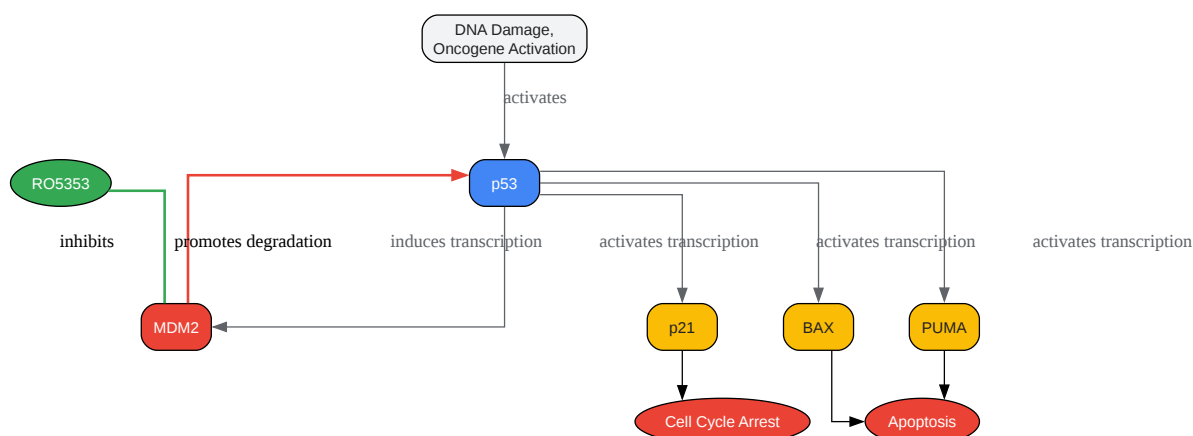 DNA Damage,
Oncogene Activation
activates
RO5353
p53
inhibits
promotes degradation
induces transcription
activates transcription
activates transcription
activates transcription
MDM2
p21
BAX
PUMA
Cell Cycle Arrest
Apoptosis